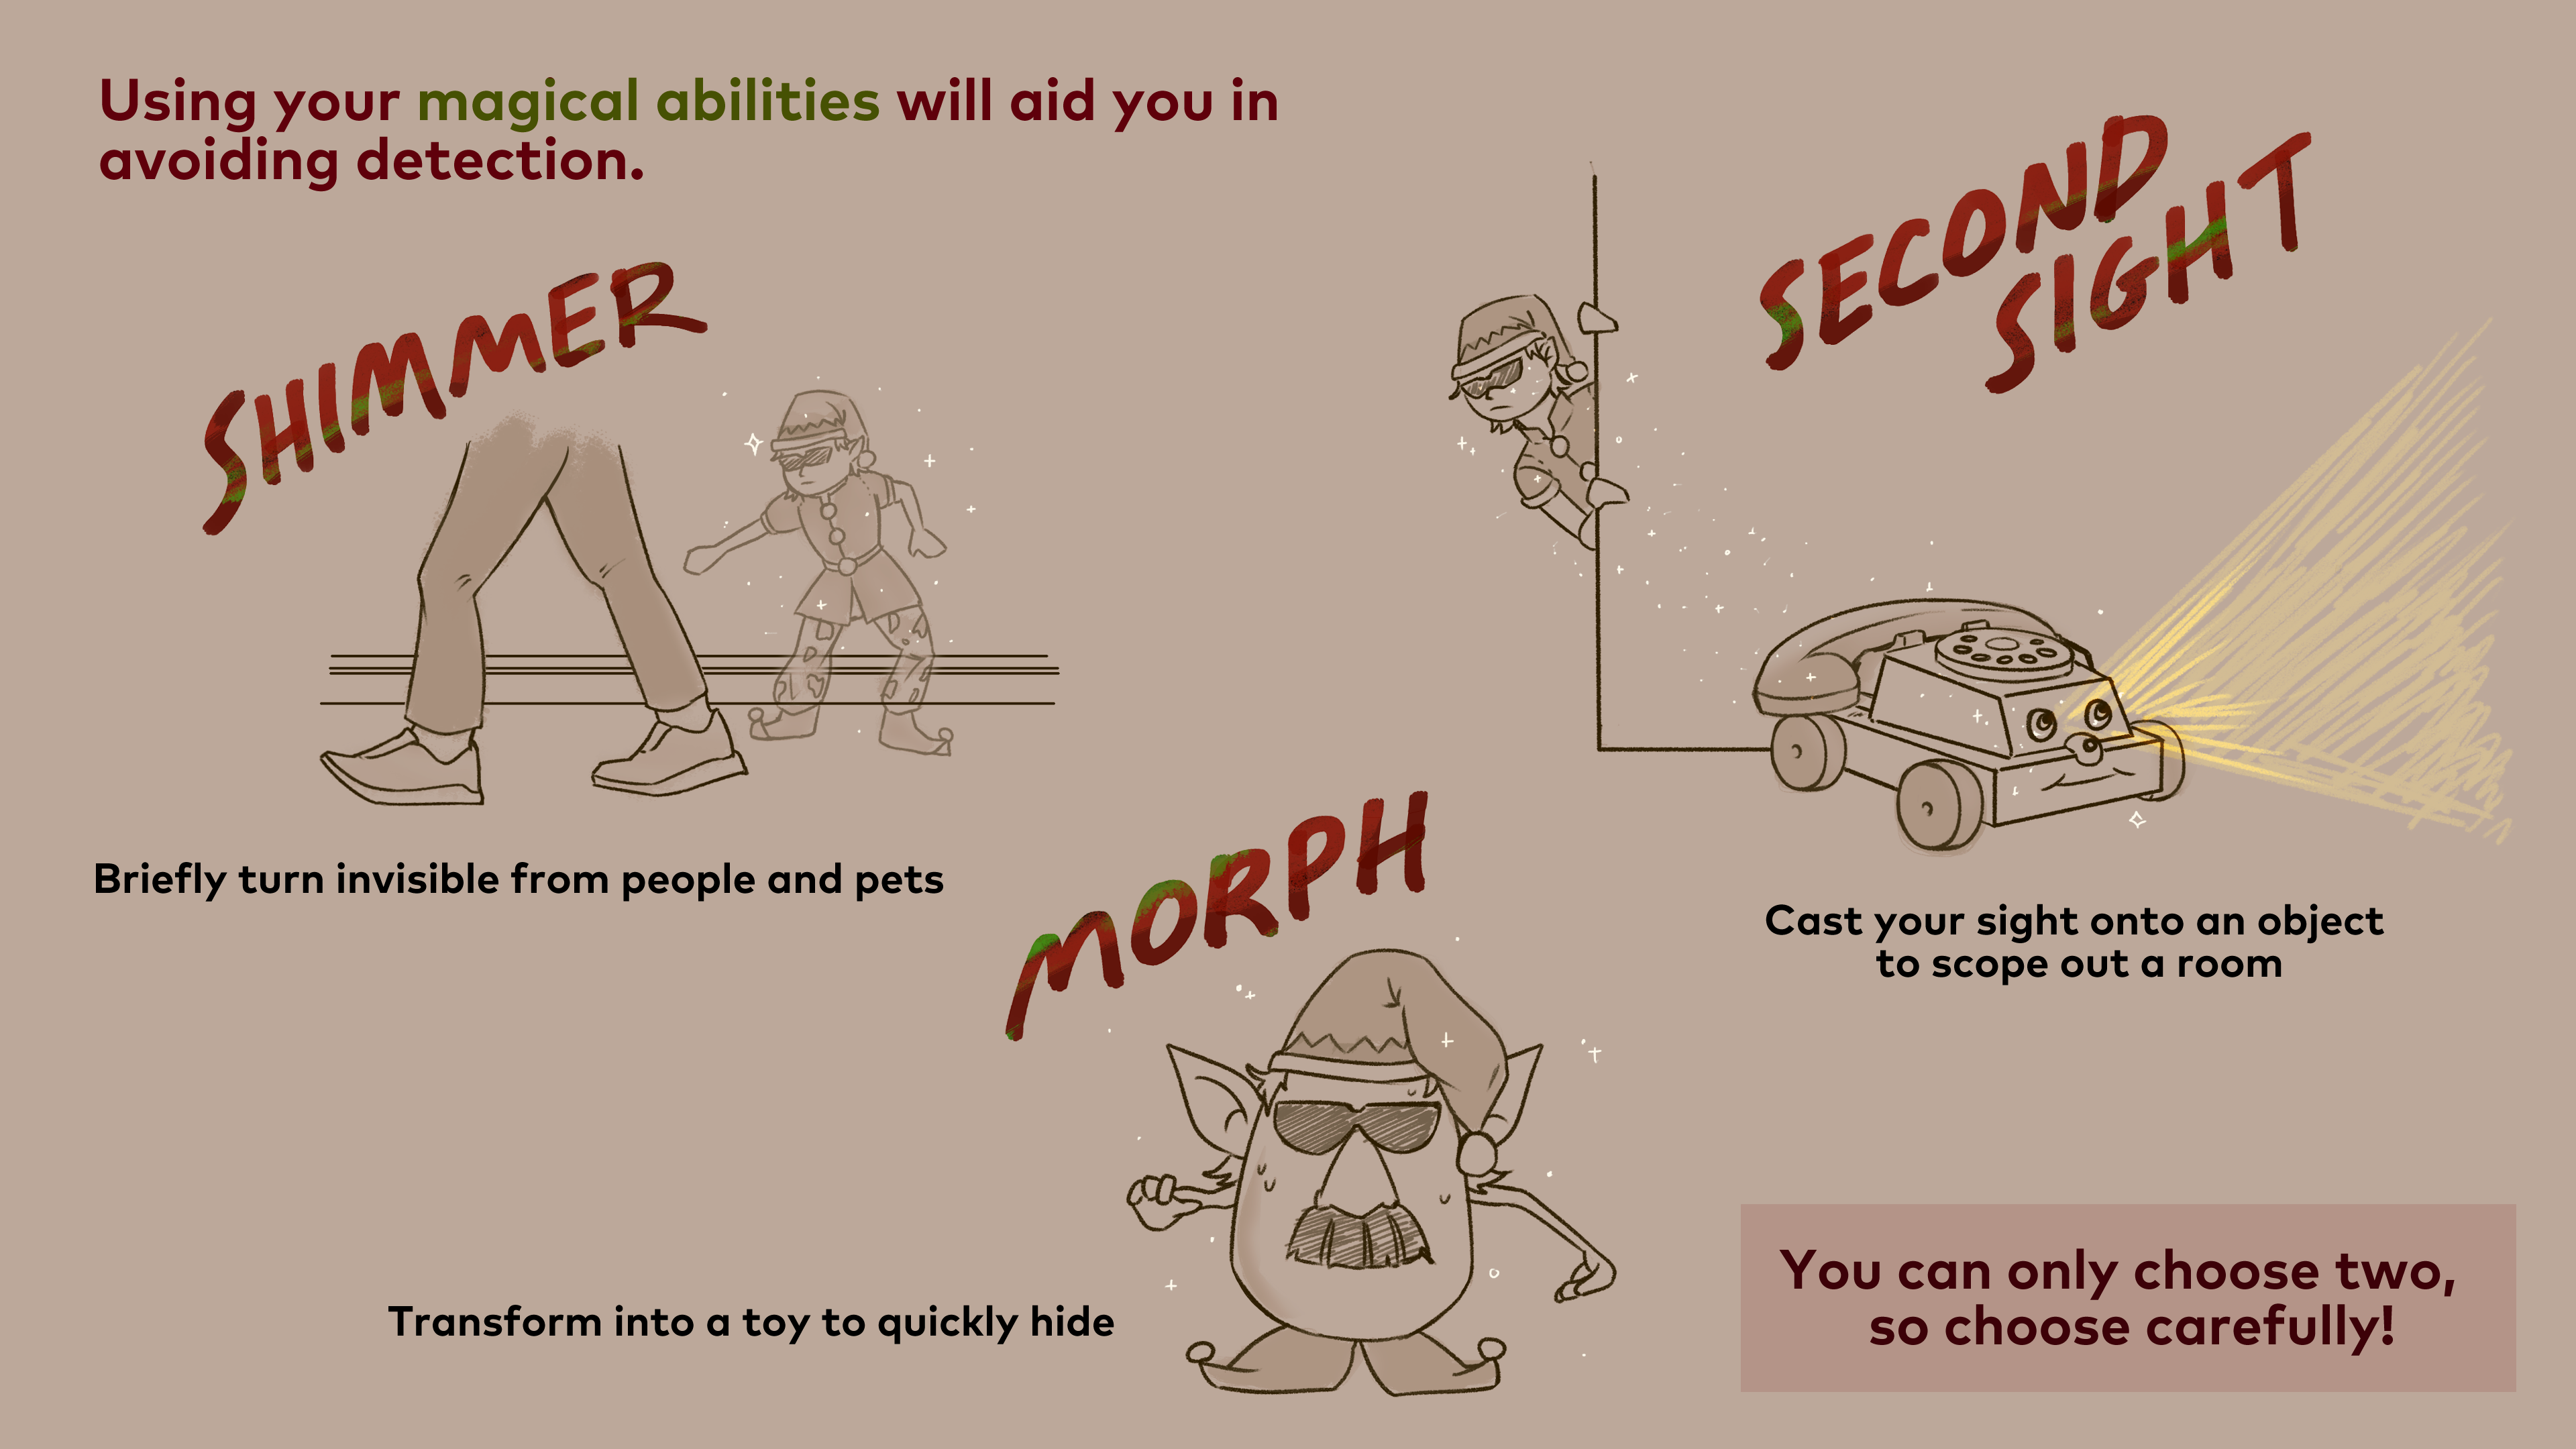 Using your magical abilities will aid you in
avoiding detection.
SHIMMER
Briefly turn invisible from people and pets
SECOND
SIGHT
Cast your sight onto an object
to scope out a room
MORPH
Transform into a toy to quickly hide
You can only choose two,
so choose carefully!